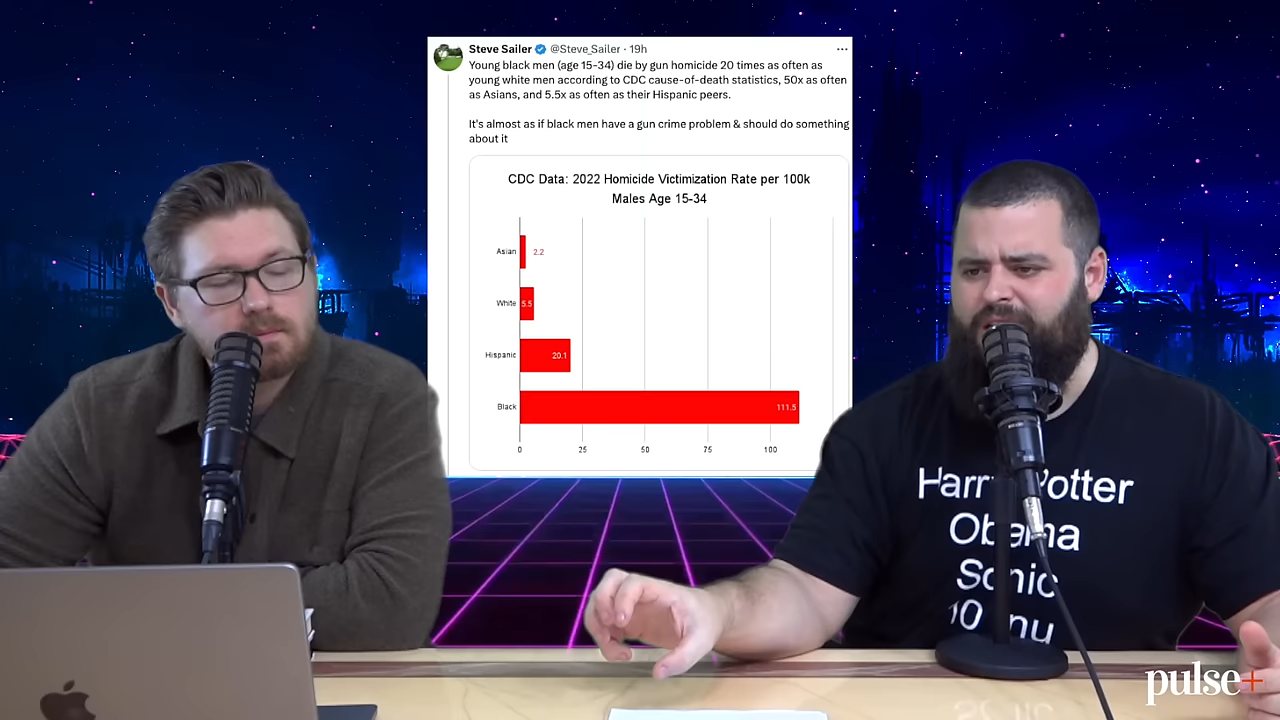 Steve Sailer @Steve_Sailer · 19h
Young black men (age 15-34) die by gun homicide 20 times as often as
young white men according to CDC cause-of-death statistics, 50x as often
as Asians, and 5.5x as often as their Hispanic peers.
It's almost as if black men have a gun crime problem & should do something
about it
CDC Data: 2022 Homicide Victimization Rate per 100k
Males Age 15-34
Asian 2.2
White 5.5
Hispanic 20.1
Black 111.5
0 25 50 75 100
Harry Potter
Obama
Sonic
10
pulse+